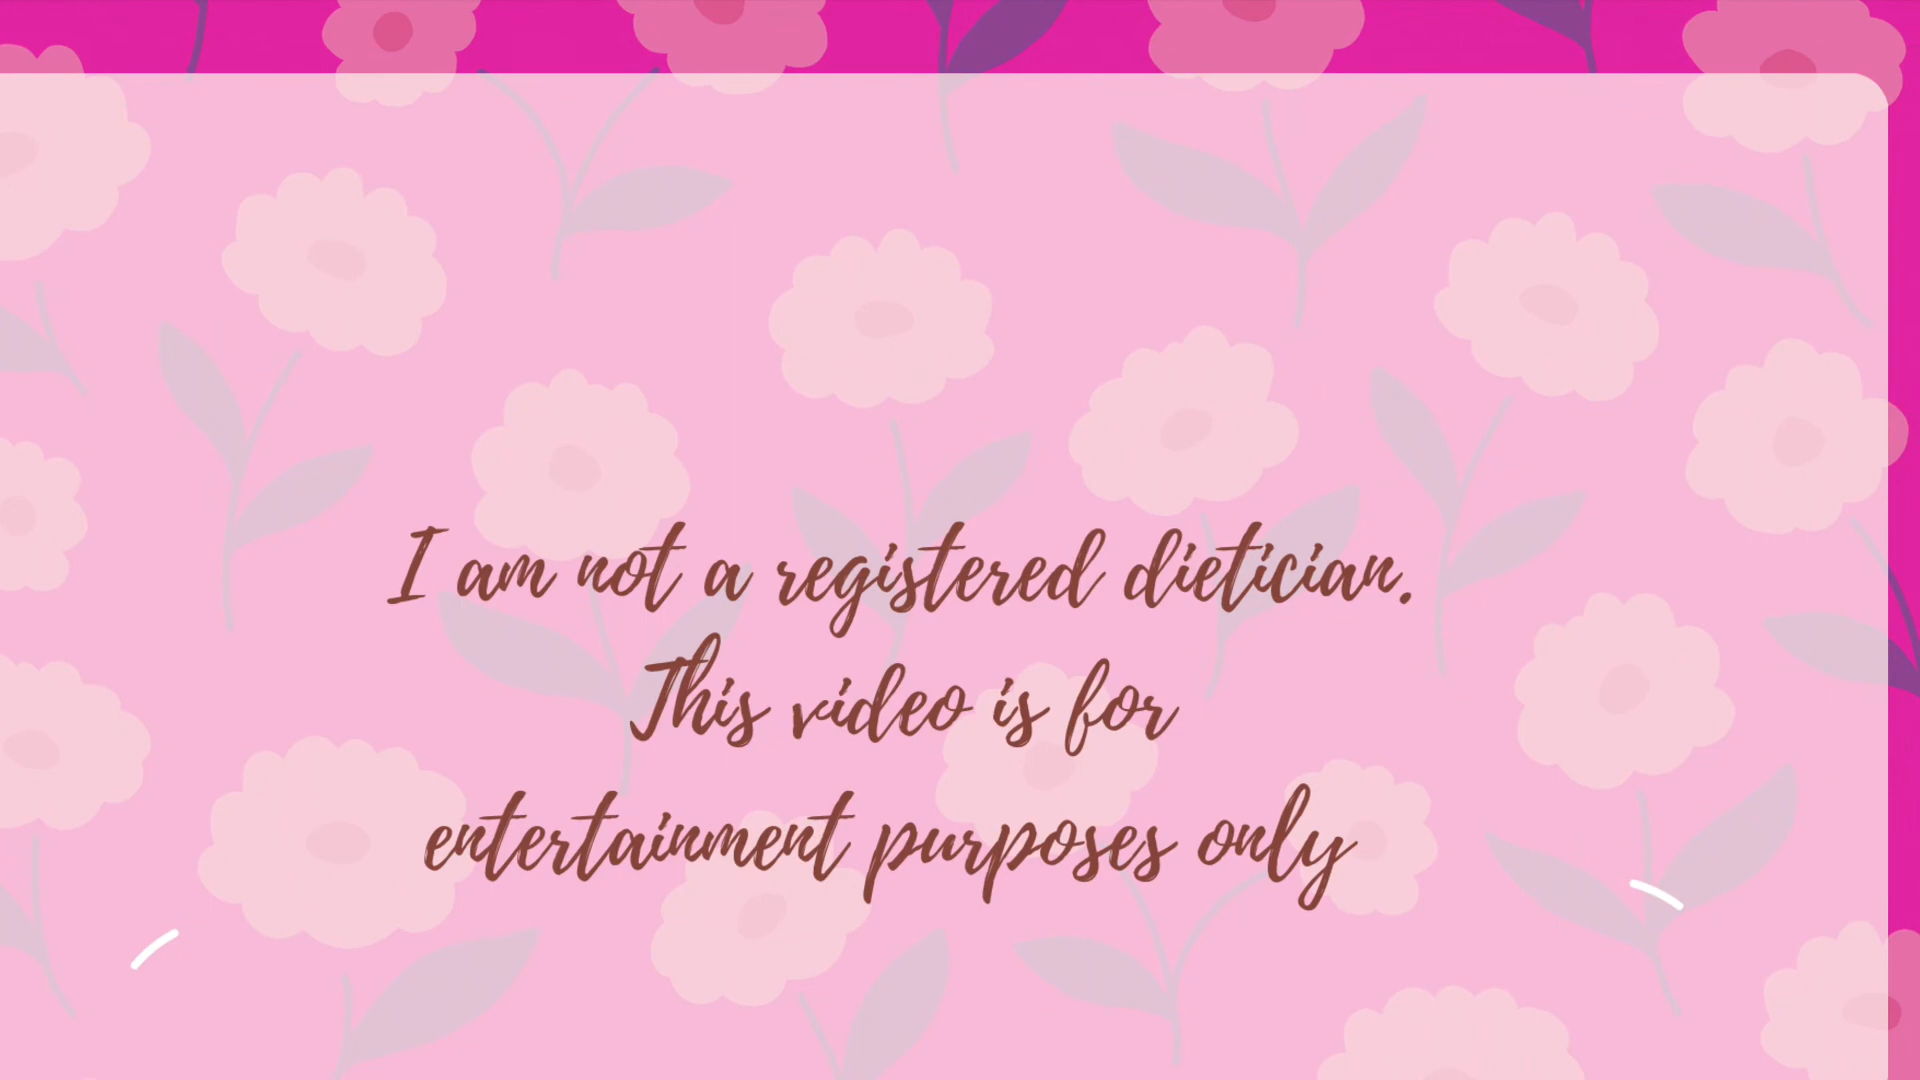 I am not a registered dietician.
This video is for
entertainment purposes only